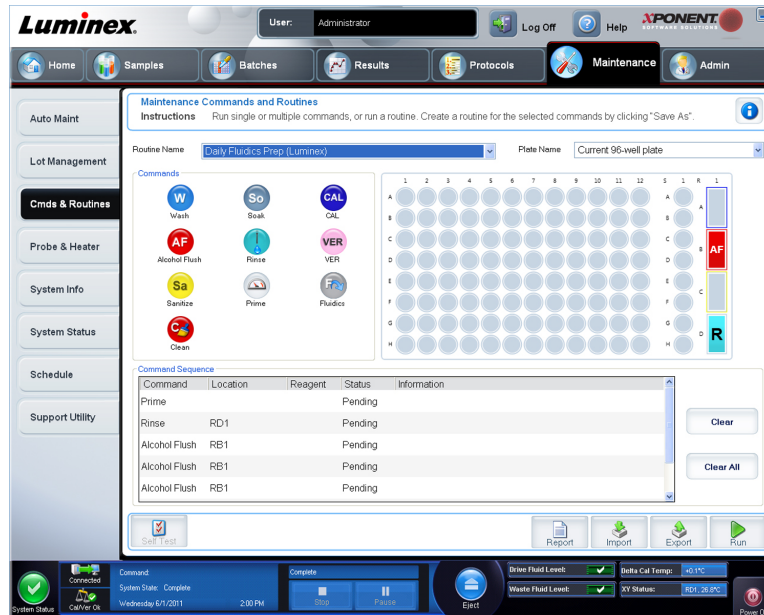 Luminex.
User: Administrator
Log Off
Help
XPONENT
SOFTWARE SOLUTIONS
Home
Samples
Batches
Results
Protocols
Maintenance
Admin
Auto Maint
Lot Management
Cmds & Routines
Probe & Heater
System Info
System Status
Schedule
Support Utility
Maintenance Commands and Routines
Instructions Run single or multiple commands, or run a routine. Create a routine for the selected commands by clicking "Save As".
Routine Name Daily Fluidics Prep (Luminex) Plate Name Current 96-well plate
Commands
W So CAL
Wash Soak CAL
AF VER
Alcohol Flush Rinse VER
Sa
Sanitize Prime Fluidics
Clean
1 2 3 4 5 6 7 8 9 10 11 12 S 1 R 1
A A
A
B B
C C
B AF
D D
E E
C
F F
G G
D R
H H
Command Sequence
Command Location Reagent Status Information
Prime Pending
Rinse RD1 Pending
Alcohol Flush RB1 Pending
Alcohol Flush RB1 Pending
Alcohol Flush RB1 Pending
Clear
Clear All
Self Test
Report
Import
Export
Run
System Status
Connected
Cal/Ver Ok
Command:
System State: Complete
Wednesday 6/1/2011 2:00 PM
Complete
Stop
Pause
Eject
Drive Fluid Level:
Waste Fluid Level:
Delta Cal Temp: +0.1°C
XY Status: RD1, 26.8°C